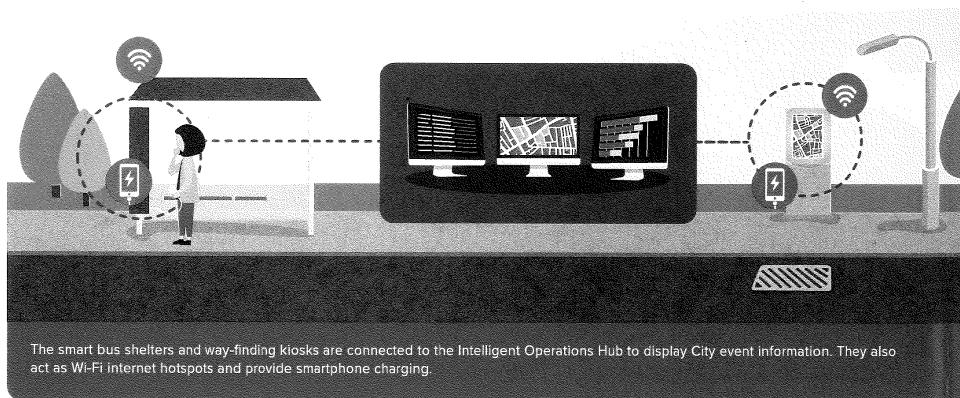 The smart bus shelters and way-finding kiosks are connected to the Intelligent Operations Hub to display City event information. They also
act as Wi-Fi internet hotspots and provide smartphone charging.